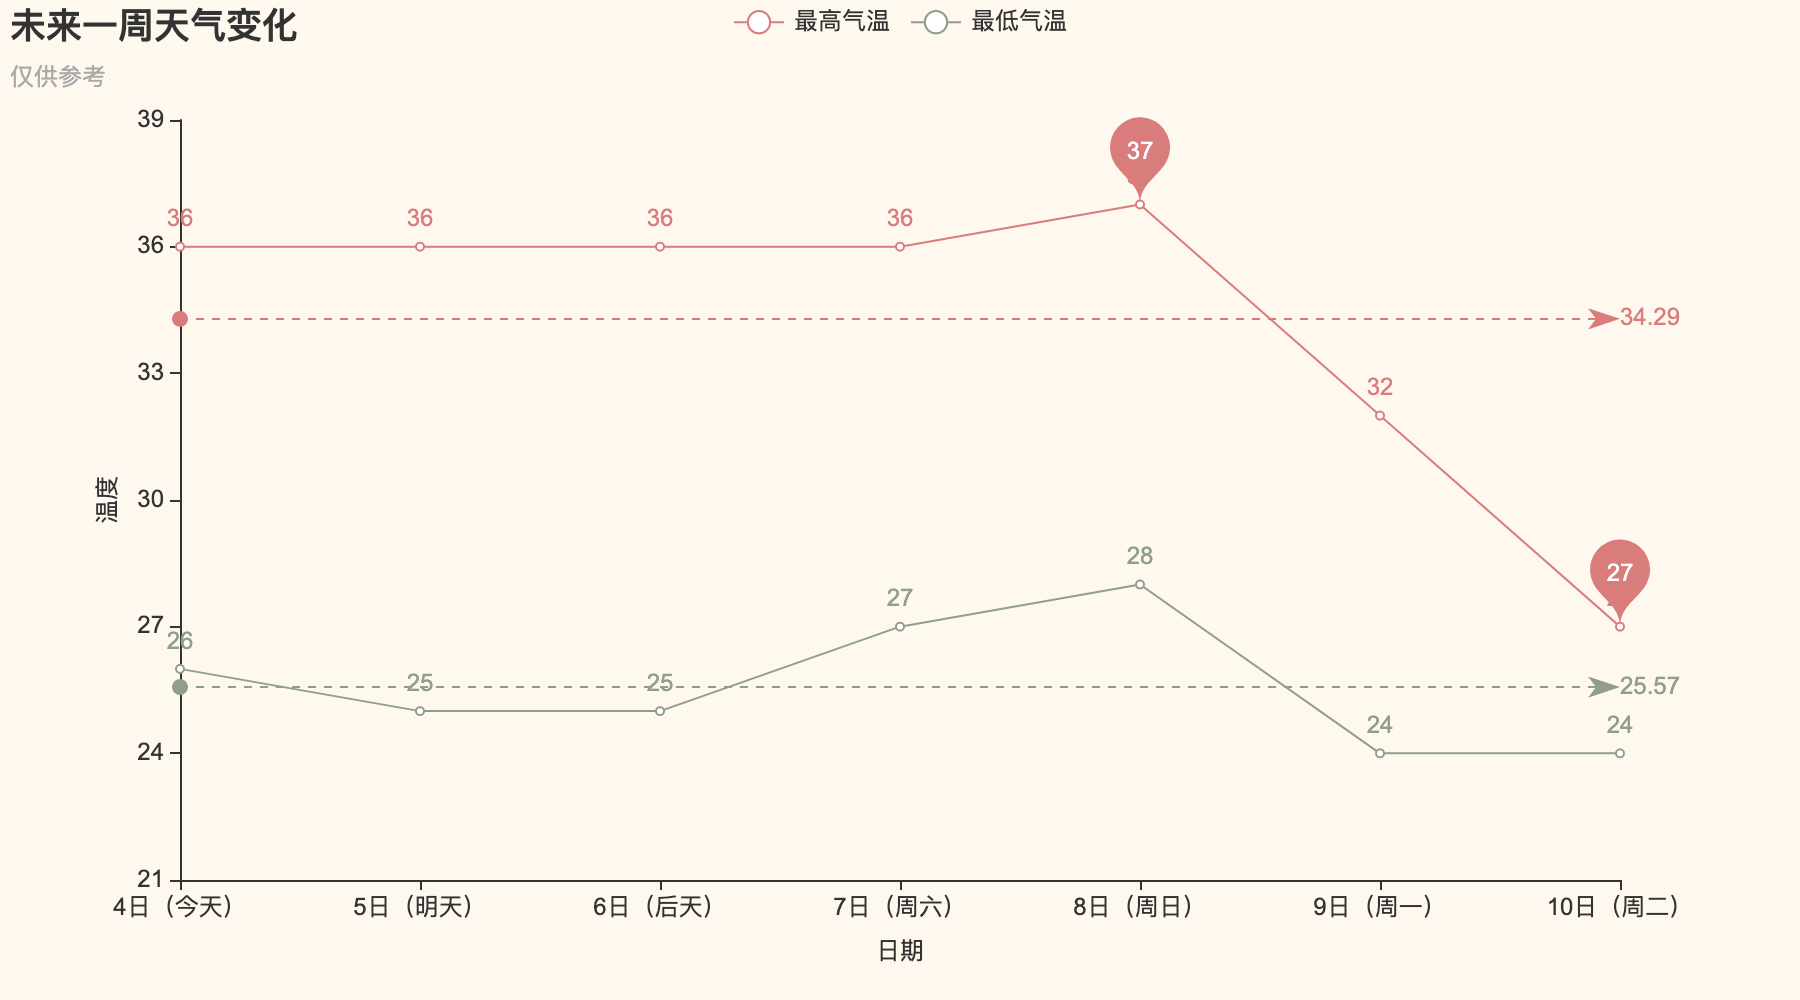 未来一周天气变化
仅供参考
最高气温 最低气温
39
36
33
30
27
24
21
温度
36 36 36 36 37 32 27
34.29
26 25 25 27 28 24 24
25.57
4日（今天） 5日（明天） 6日（后天） 7日（周六） 8日（周日） 9日（周一） 10日（周二）
日期